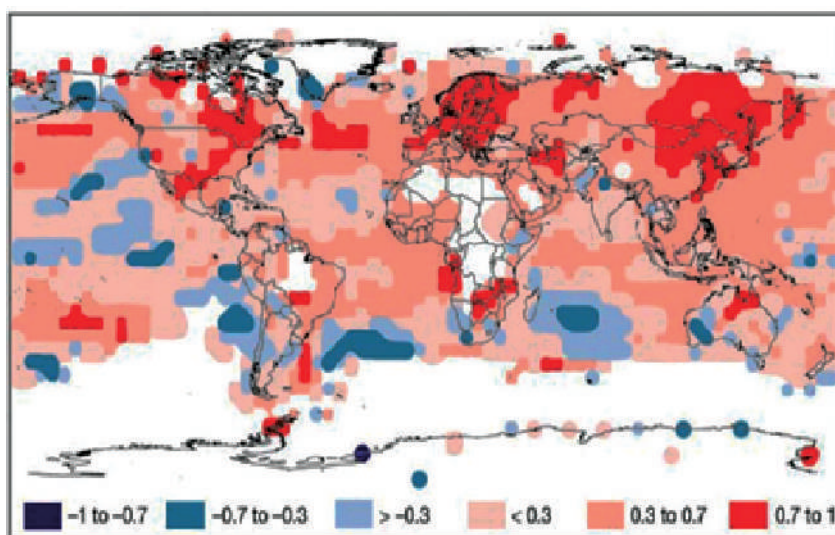 –1 to –0.7 –0.7 to –0.3 > –0.3 < 0.3 0.3 to 0.7 0.7 to 1